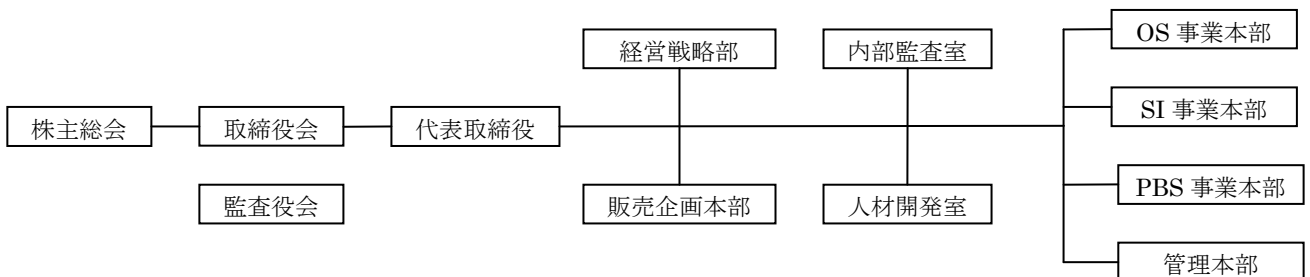 株主総会
取締役会
監査役会
代表取締役
経営戦略部
販売企画本部
内部監査室
人材開発室
OS 事業本部
SI 事業本部
PBS 事業本部
管理本部